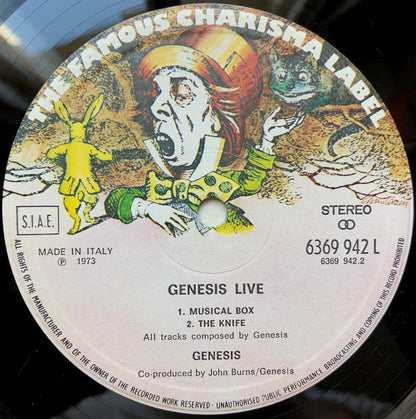 THE FAMOUS CHARISMA LABEL
S.I.A.E.
STEREO
MADE IN ITALY
℗ 1973
6369 942 L
6369 942.2
GENESIS LIVE
1. MUSICAL BOX
2. THE KNIFE
All tracks composed by Genesis
GENESIS
Co-produced by John Burns/Genesis
ALL RIGHTS OF THE MANUFACTURER AND OF THE OWNER OF THE RECORDED WORK RESERVED - UNAUTHORISED PUBLIC PERFORMANCE BROADCASTING AND COPYING OF THIS RECORD PROHIBITED